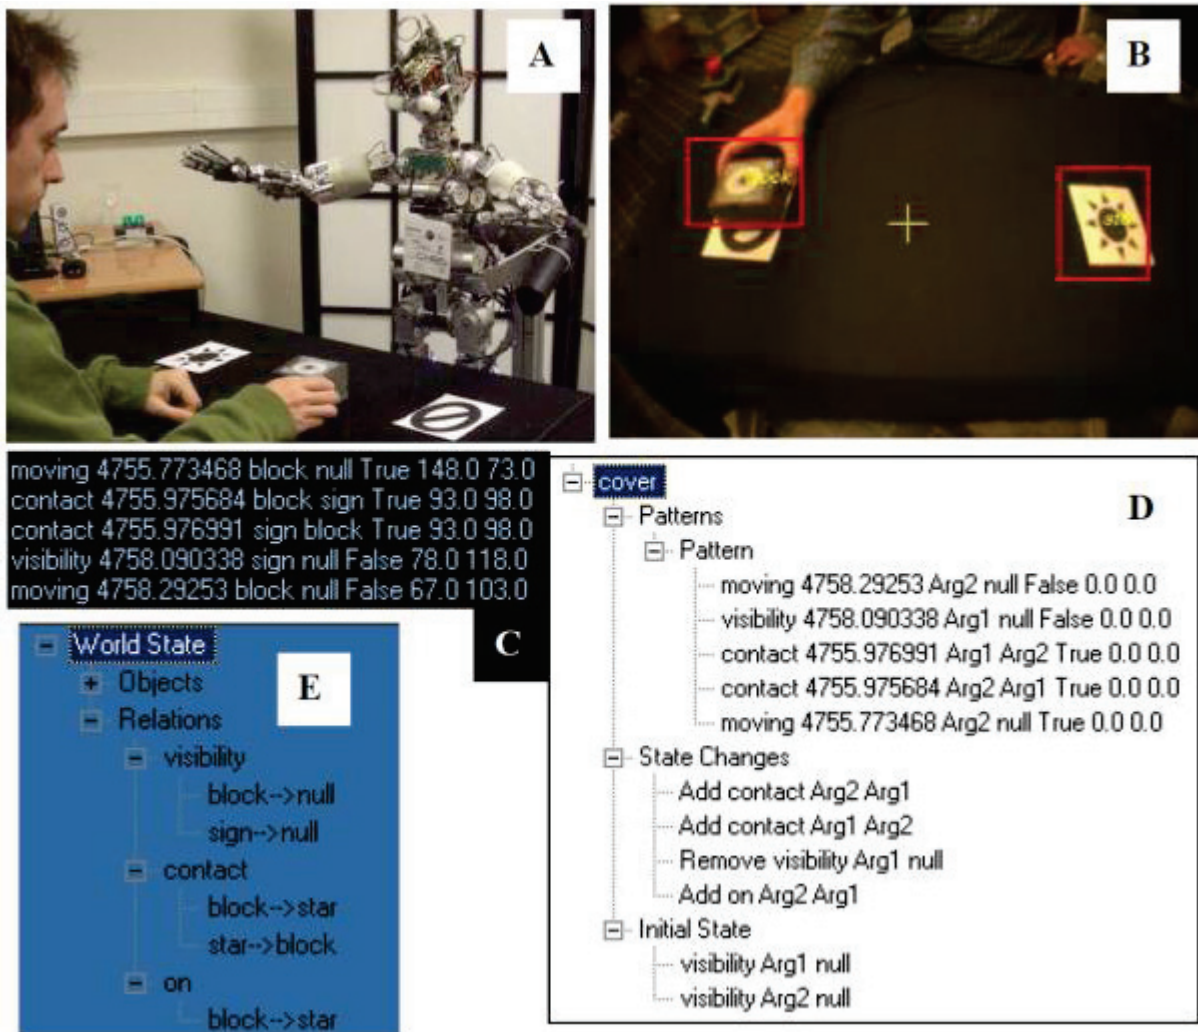 A
B
moving 4755.773468 block null True 148.0 73.0
contact 4755.975684 block sign True 93.0 98.0
contact 4755.976991 sign block True 93.0 98.0
visibility 4758.090338 sign null False 78.0 118.0
moving 4758.29253 block null False 67.0 103.0
C
World State
E
Objects
Relations
visibility
block-->null
sign-->null
contact
block-->star
star-->block
on
block-->star
cover
D
Patterns
Pattern
moving 4758.29253 Arg2 null False 0.0 0.0
visibility 4758.090338 Arg1 null False 0.0 0.0
contact 4755.976991 Arg1 Arg2 True 0.0 0.0
contact 4755.975684 Arg2 Arg1 True 0.0 0.0
moving 4755.773468 Arg2 null True 0.0 0.0
State Changes
Add contact Arg2 Arg1
Add contact Arg1 Arg2
Remove visibility Arg1 null
Add on Arg2 Arg1
Initial State
visibility Arg1 null
visibility Arg2 null